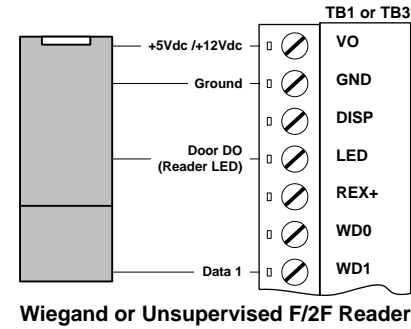 TB1 or TB3
+5Vdc /+12Vdc
VO
Ground
GND
DISP
Door DO
(Reader LED)
LED
REX+
WD0
Data 1
WD1
Wiegand or Unsupervised F/2F Reader